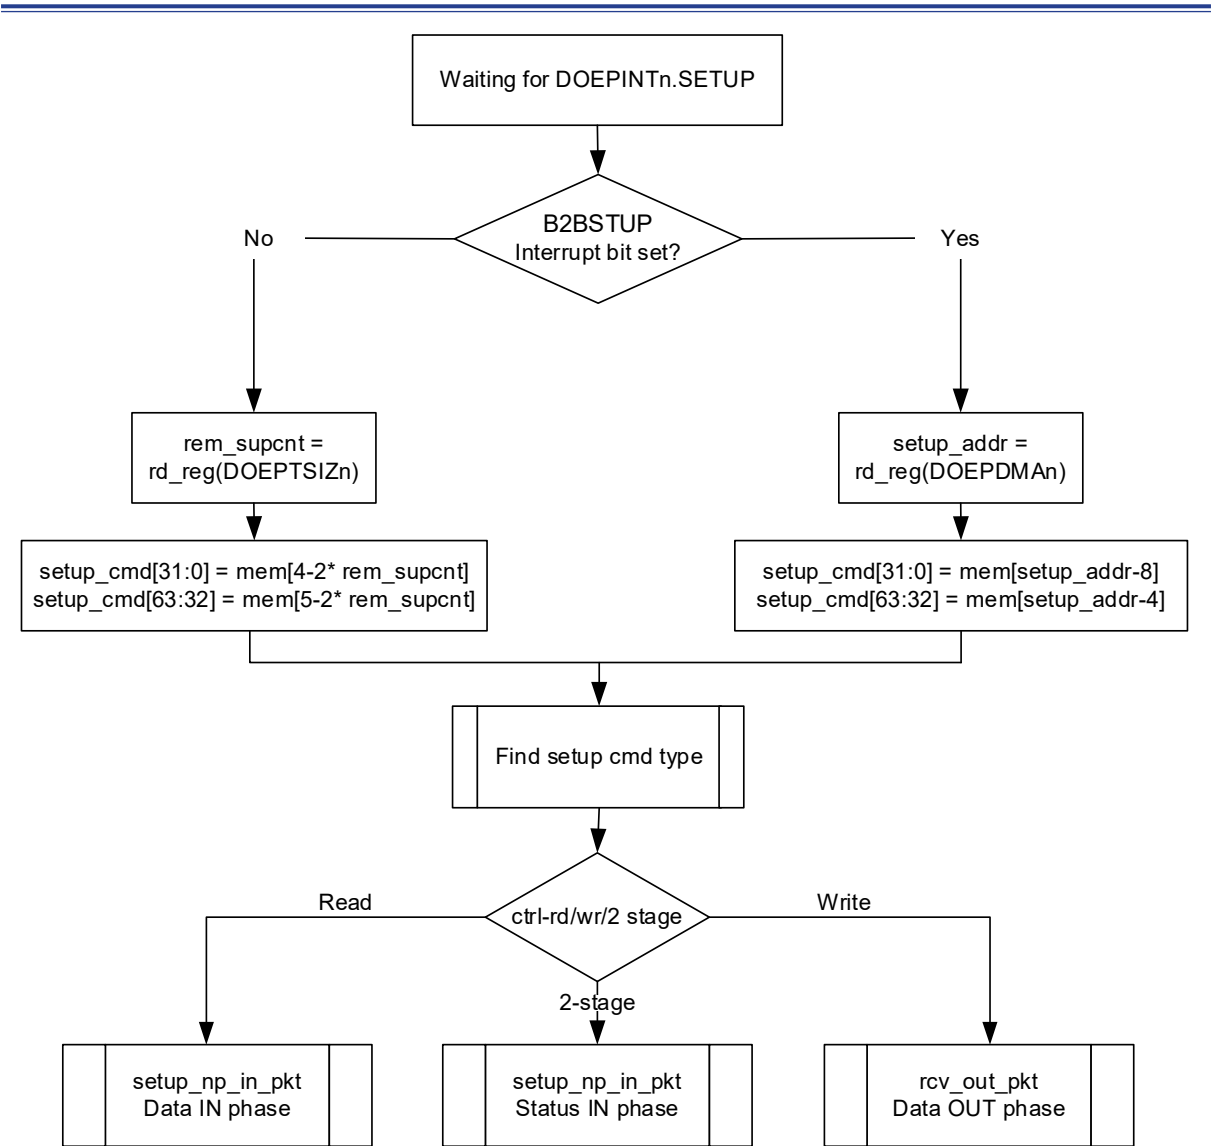 Waiting for DOEPINTn.SETUP
B2BSTUP
Interrupt bit set?
No
Yes
rem_supcnt =
rd_reg(DOEPTSIZn)
setup_addr =
rd_reg(DOEPDMAn)
setup_cmd[31:0] = mem[4-2* rem_supcnt]
setup_cmd[63:32] = mem[5-2* rem_supcnt]
setup_cmd[31:0] = mem[setup_addr-8]
setup_cmd[63:32] = mem[setup_addr-4]
Find setup cmd type
Read
ctrl-rd/wr/2 stage
Write
2-stage
setup_np_in_pkt
Data IN phase
setup_np_in_pkt
Status IN phase
rcv_out_pkt
Data OUT phase